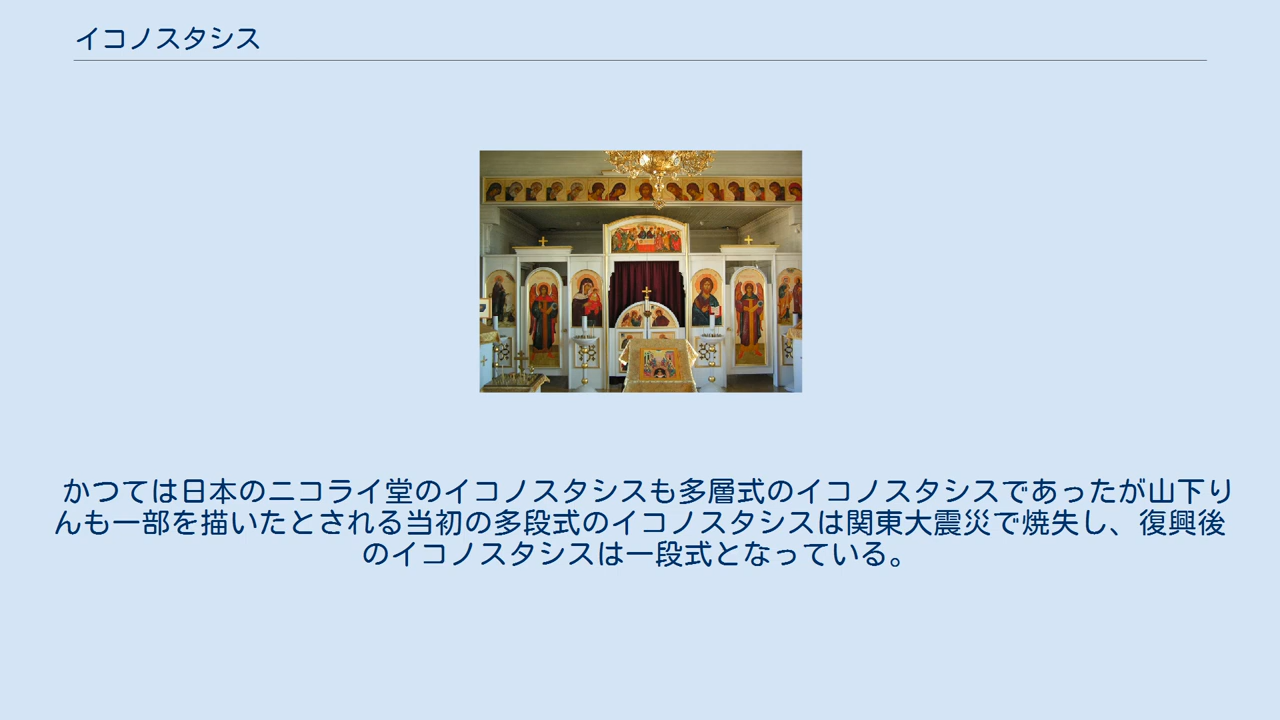 イコノスタシス
かつては日本のニコライ堂のイコノスタシスも多層式のイコノスタシスであったが山下り
んも一部を描いたとされる当初の多段式のイコノスタシスは関東大震災で焼失し、復興後
のイコノスタシスは一段式となっている。